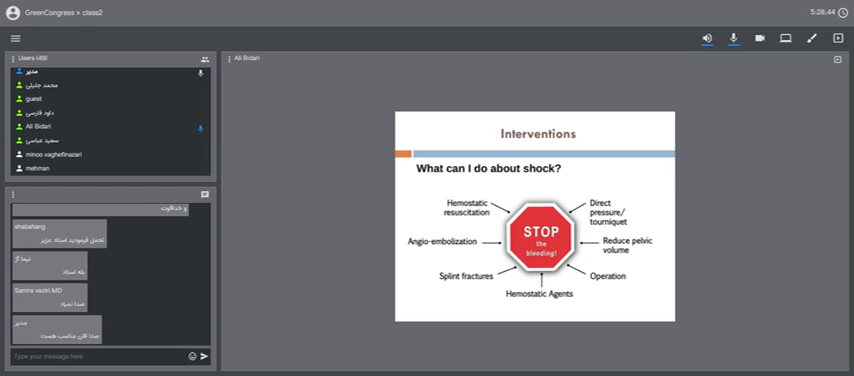 GreenCongress > class2
5:28:44
Users (49)
مدیر
محمد جلیلی
guest
داود فارسی
Ali Bidari
سعید عباسی
minoo vaghefinazari
mehman
و خداقوت
shabahang
تحمل فرمودید استاد عزیز
نیما آژ
بله استاد
Samira vaziri MD
صدا نمیاد
مدیر
صدا الان مناسب هست
Type your message here
Ali Bidari
Interventions
What can I do about shock?
Hemostatic
resuscitation
Direct
pressure/
tourniquet
STOP
the
bleeding!
Angio-embolization
Reduce pelvic
volume
Splint fractures
Operation
Hemostatic Agents